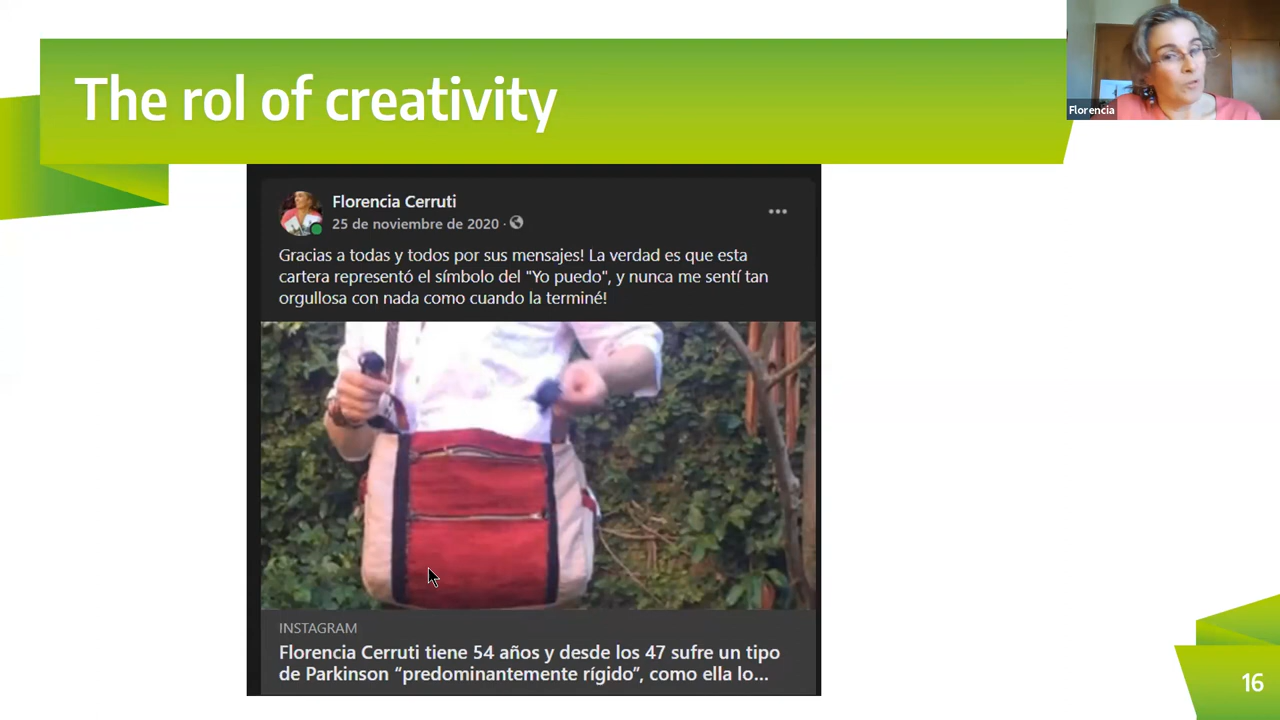 The rol of creativity
Florencia
Florencia Cerruti
25 de noviembre de 2020 ·
Gracias a todas y todos por sus mensajes! La verdad es que esta
cartera representó el símbolo del "Yo puedo", y nunca me sentí tan
orgullosa con nada como cuando la terminé!
INSTAGRAM
Florencia Cerruti tiene 54 años y desde los 47 sufre un tipo
de Parkinson “predominantemente rígido”, como ella lo...
16